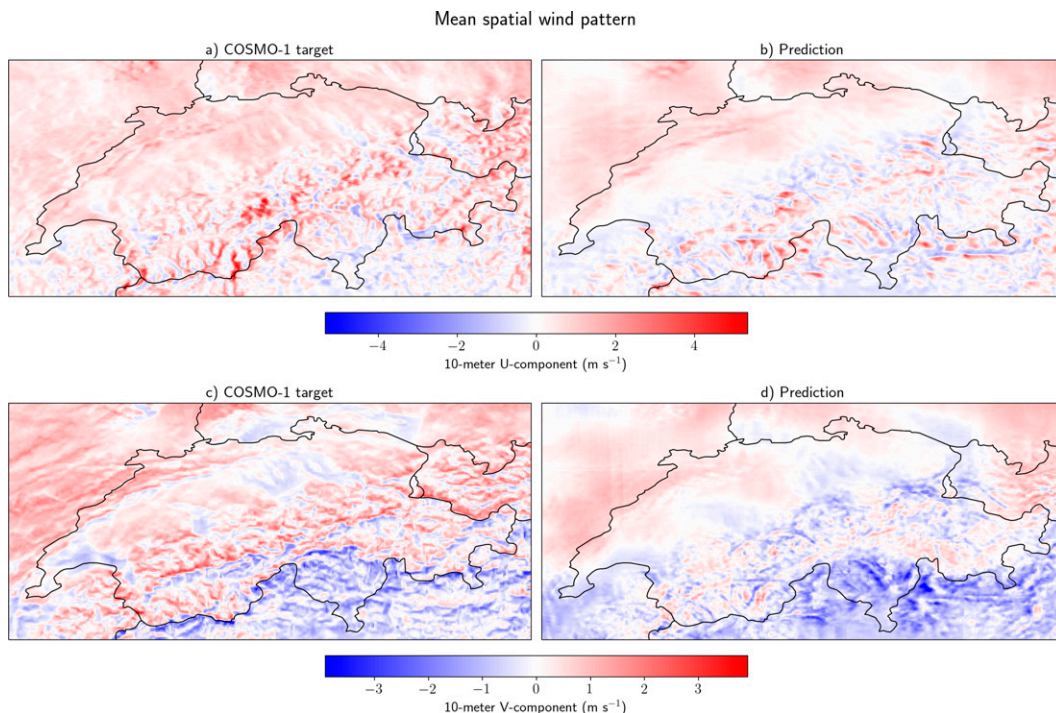 Mean spatial wind pattern
a) COSMO-1 target
b) Prediction
−4 −2 0 2 4
10-meter U-component (m s⁻¹)
c) COSMO-1 target
d) Prediction
−3 −2 −1 0 1 2 3
10-meter V-component (m s⁻¹)